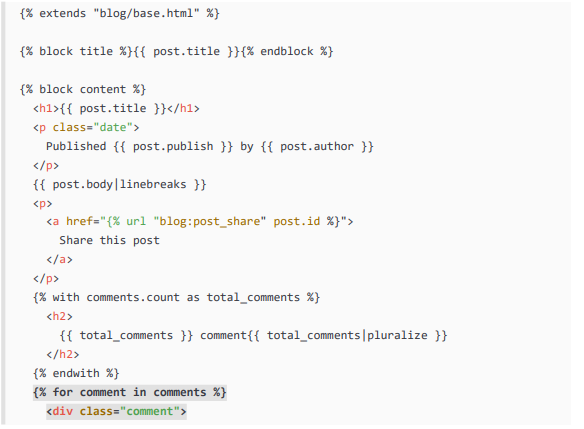 {% extends "blog/base.html" %}
{% block title %}{{ post.title }}{% endblock %}
{% block content %}
<h1>{{ post.title }}</h1>
<p class="date">
Published {{ post.publish }} by {{ post.author }}
</p>
{{ post.body|linebreaks }}
<p>
<a href="{% url "blog:post_share" post.id %}">
Share this post
</a>
</p>
{% with comments.count as total_comments %}
<h2>
{{ total_comments }} comment{{ total_comments|pluralize }}
</h2>
{% endwith %}
{% for comment in comments %}
<div class="comment">